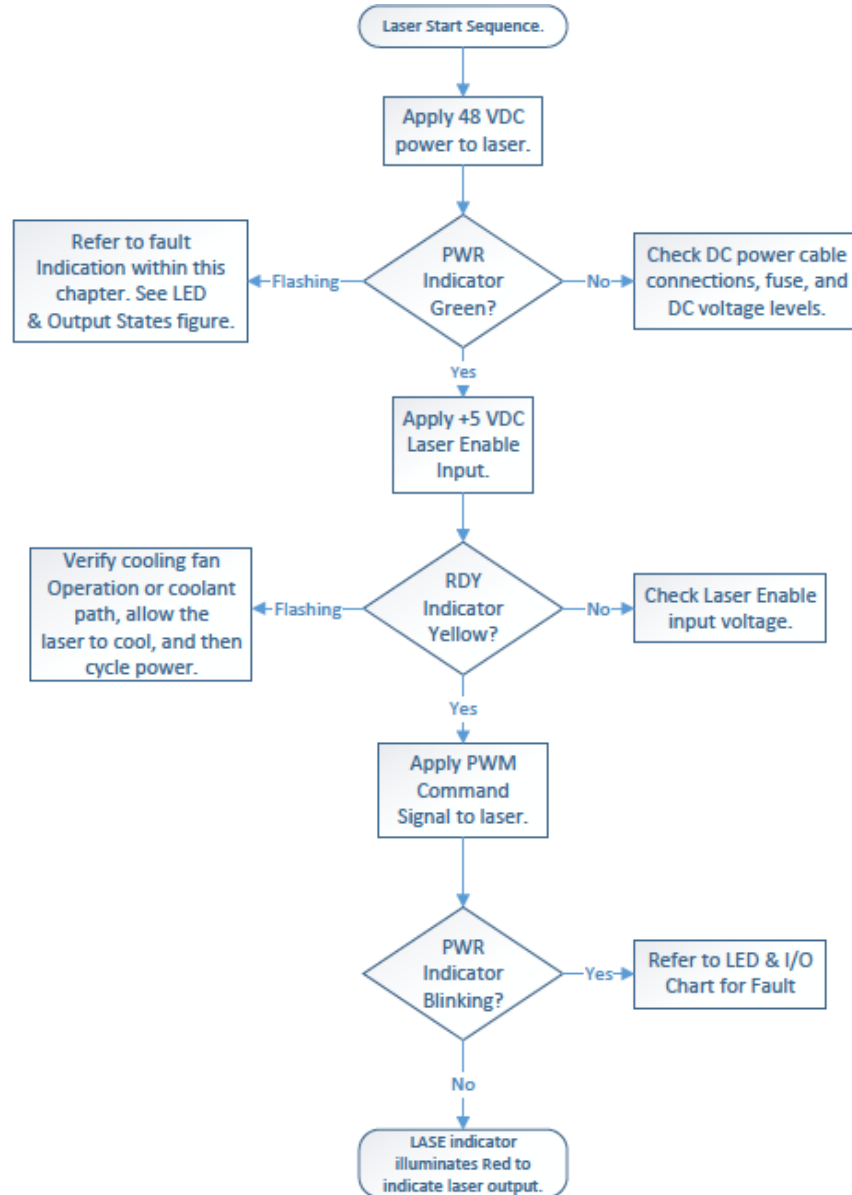 Laser Start Sequence.
Apply 48 VDC
power to laser.
Refer to fault
Indication within this
chapter. See LED
& Output States figure.
Flashing
PWR
Indicator
Green?
No
Check DC power cable
connections, fuse, and
DC voltage levels.
Yes
Apply +5 VDC
Laser Enable
Input.
Verify cooling fan
Operation or coolant
path, allow the
laser to cool, and then
cycle power.
Flashing
RDY
Indicator
Yellow?
No
Check Laser Enable
input voltage.
Yes
Apply PWM
Command
Signal to laser.
PWR
Indicator
Blinking?
Yes
Refer to LED & I/O
Chart for Fault
No
LASE indicator
illuminates Red to
indicate laser output.